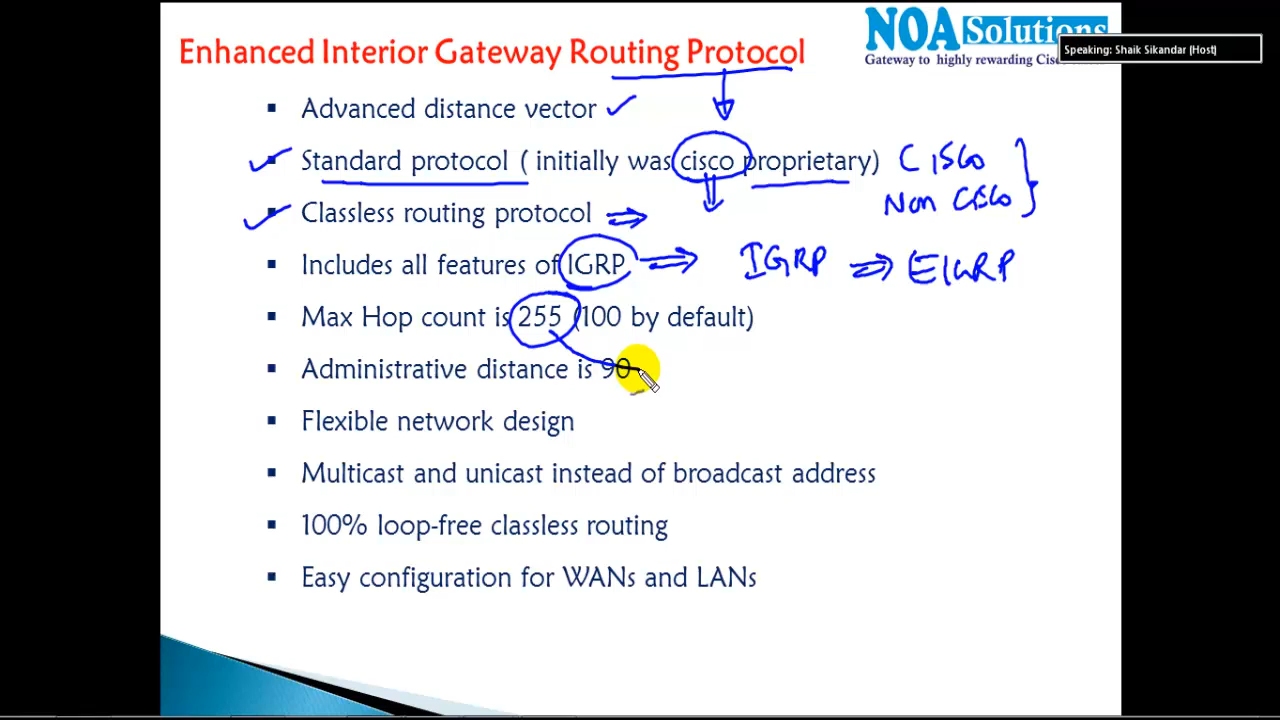 NOA Solutions
Gateway to highly rewarding Cisco
Speaking: Shaik Sikandar (Host)
Enhanced Interior Gateway Routing Protocol
▪ Advanced distance vector
▪ Standard protocol ( initially was cisco proprietary)
CISCO
Non CISCO
▪ Classless routing protocol
▪ Includes all features of IGRP
IGRP EIGRP
▪ Max Hop count is 255 (100 by default)
▪ Administrative distance is 90
▪ Flexible network design
▪ Multicast and unicast instead of broadcast address
▪ 100% loop-free classless routing
▪ Easy configuration for WANs and LANs